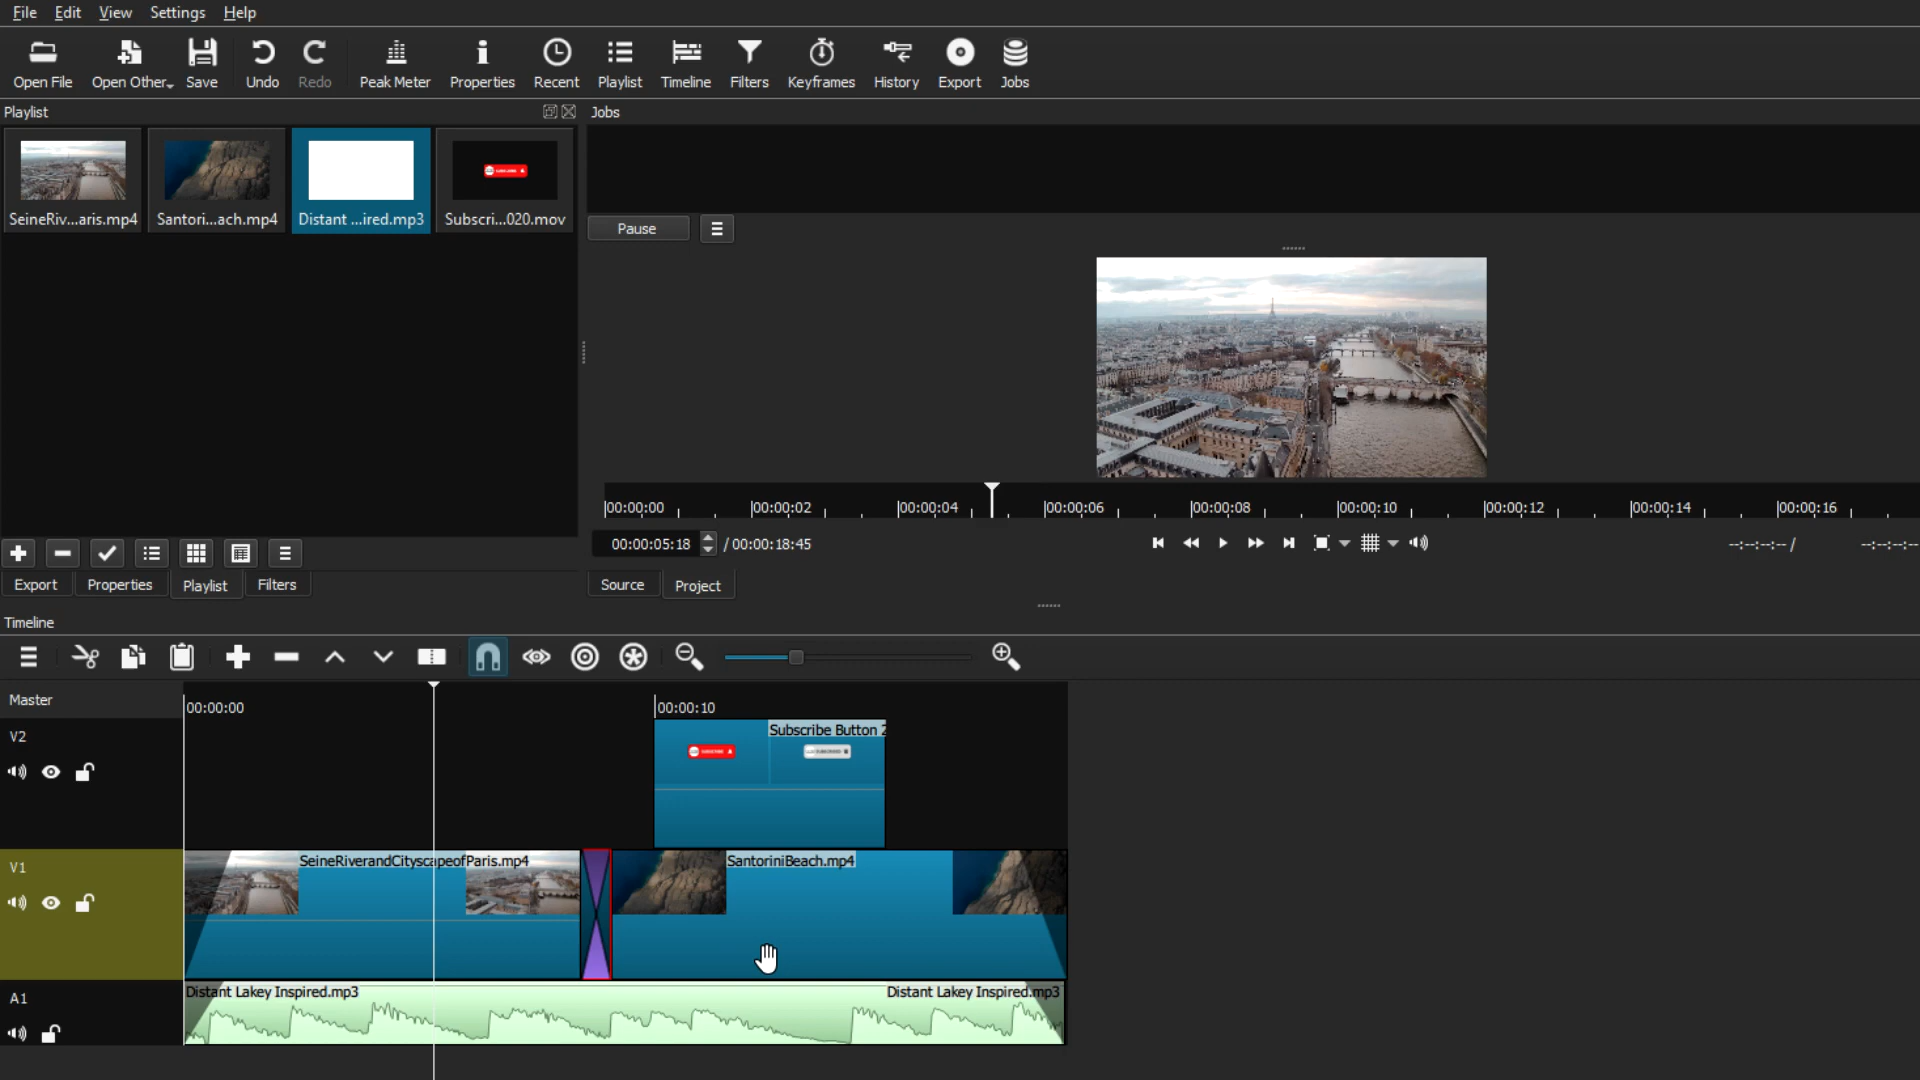 File Edit View Settings Help
Open File Open Other Save Undo Redo Peak Meter Properties Recent Playlist Timeline Filters Keyframes History Export Jobs
Playlist
Jobs
SeineRiv...aris.mp4 Santori...ach.mp4 Distant ...ired.mp3 Subscri...020.mov
Pause
00:00:00 00:00:02 00:00:04 00:00:06 00:00:08 00:00:10 00:00:12 00:00:14 00:00:16
00:00:05:18 / 00:00:18:45 --:--:--:-- / --:--:--:--
Export Properties Playlist Filters
Source Project
Timeline
Master
00:00:00 00:00:10
V2
Subscribe Button 2
V1
SeineRiverandCityscapeofParis.mp4 SantoriniBeach.mp4
A1
Distant Lakey Inspired.mp3 Distant Lakey Inspired.mp3